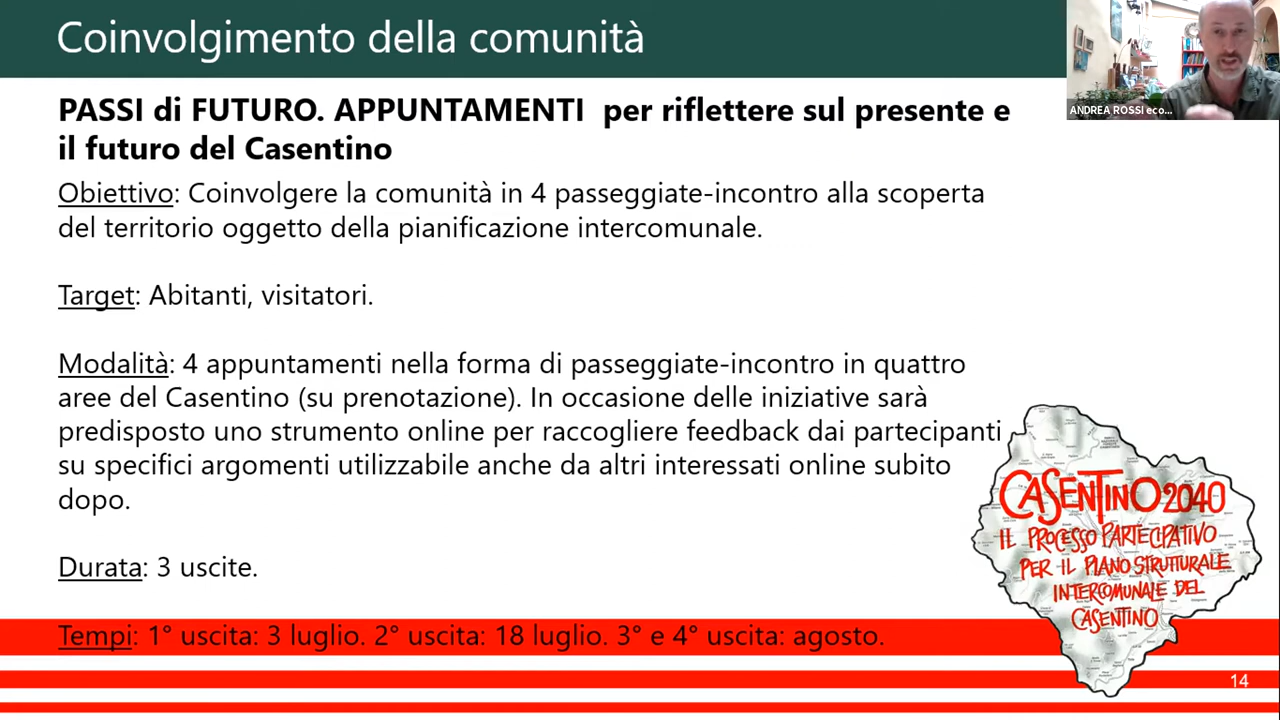 Coinvolgimento della comunità
ANDREA ROSSI eco...
PASSI di FUTURO. APPUNTAMENTI per riflettere sul presente e
il futuro del Casentino
Obiettivo: Coinvolgere la comunità in 4 passeggiate-incontro alla scoperta
del territorio oggetto della pianificazione intercomunale.
Target: Abitanti, visitatori.
Modalità: 4 appuntamenti nella forma di passeggiate-incontro in quattro
aree del Casentino (su prenotazione). In occasione delle iniziative sarà
predisposto uno strumento online per raccogliere feedback dai partecipanti
su specifici argomenti utilizzabile anche da altri interessati online subito
dopo.
Durata: 3 uscite.
Tempi: 1° uscita: 3 luglio. 2° uscita: 18 luglio. 3° e 4° uscita: agosto.
CASENTINO 2040
IL PROCESSO PARTECIPATIVO
PER IL PIANO STRUTTURALE
INTERCOMUNALE DEL
CASENTINO
14